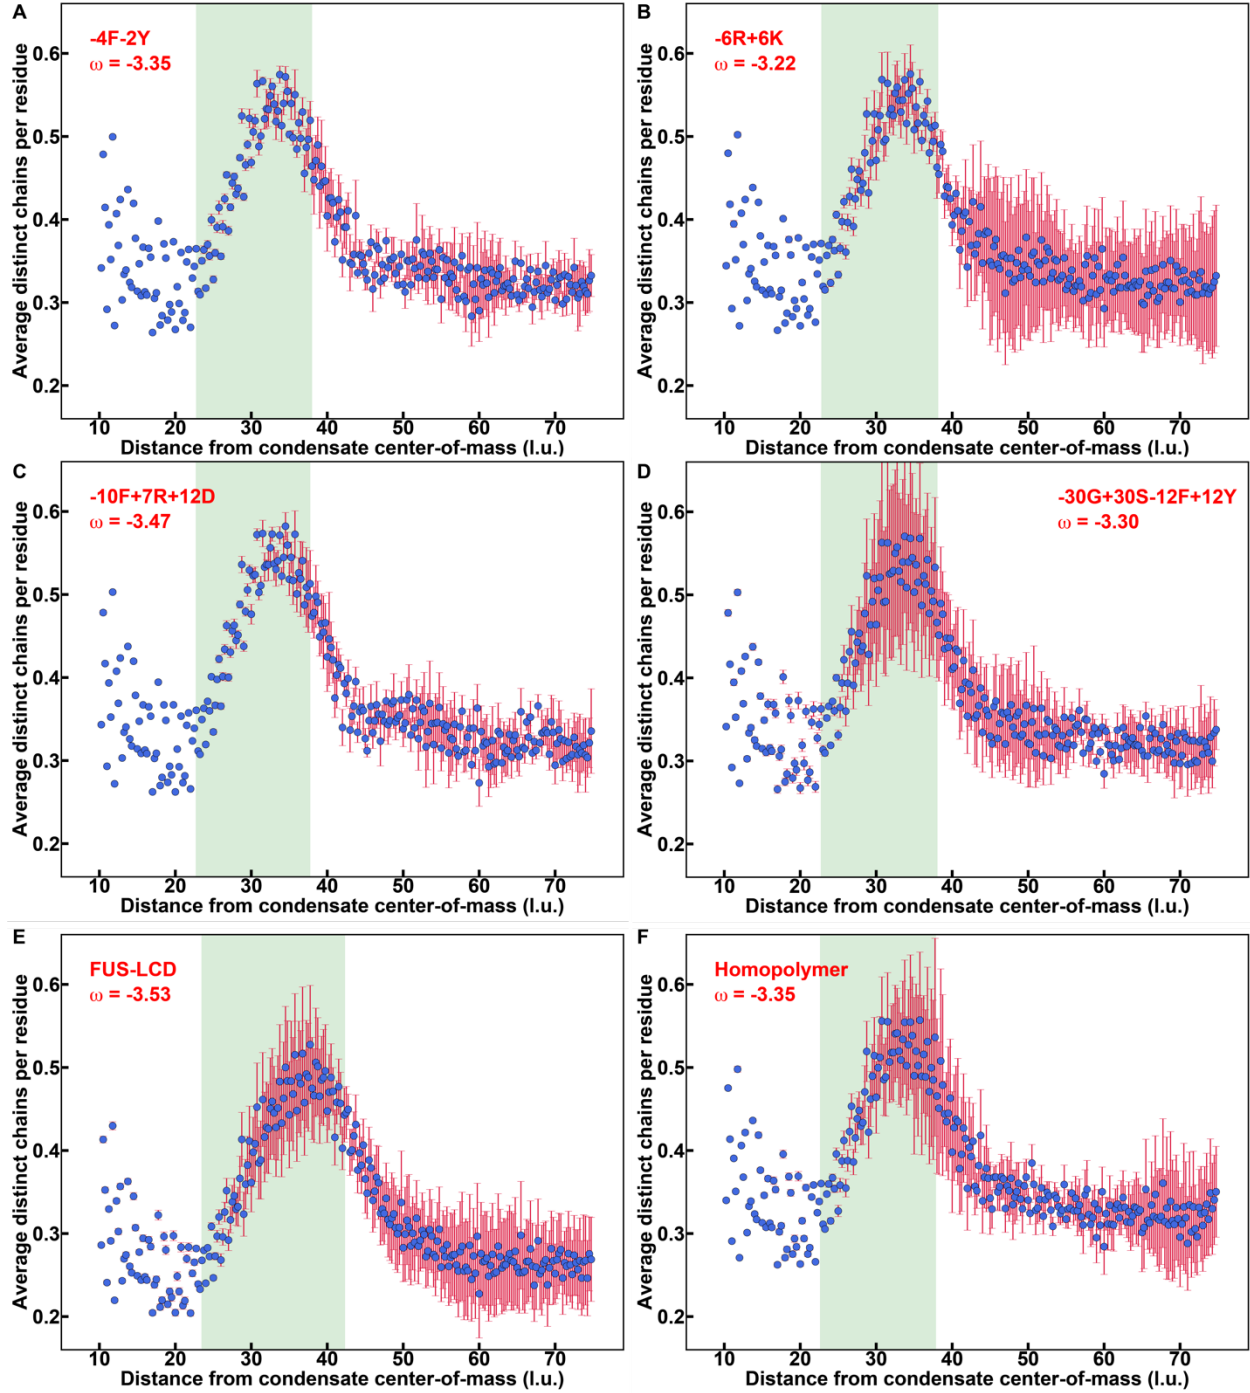 A
-4F-2Y
ω = -3.35
Average distinct chains per residue
0.6
0.5
0.4
0.3
0.2
10 20 30 40 50 60 70
Distance from condensate center-of-mass (l.u.)
B
-6R+6K
ω = -3.22
Average distinct chains per residue
0.6
0.5
0.4
0.3
0.2
10 20 30 40 50 60 70
Distance from condensate center-of-mass (l.u.)
C
-10F+7R+12D
ω = -3.47
Average distinct chains per residue
0.6
0.5
0.4
0.3
0.2
10 20 30 40 50 60 70
Distance from condensate center-of-mass (l.u.)
D
-30G+30S-12F+12Y
ω = -3.30
Average distinct chains per residue
0.6
0.5
0.4
0.3
0.2
10 20 30 40 50 60 70
Distance from condensate center-of-mass (l.u.)
E
FUS-LCD
ω = -3.53
Average distinct chains per residue
0.6
0.5
0.4
0.3
0.2
10 20 30 40 50 60 70
Distance from condensate center-of-mass (l.u.)
F
Homopolymer
ω = -3.35
Average distinct chains per residue
0.6
0.5
0.4
0.3
0.2
10 20 30 40 50 60 70
Distance from condensate center-of-mass (l.u.)